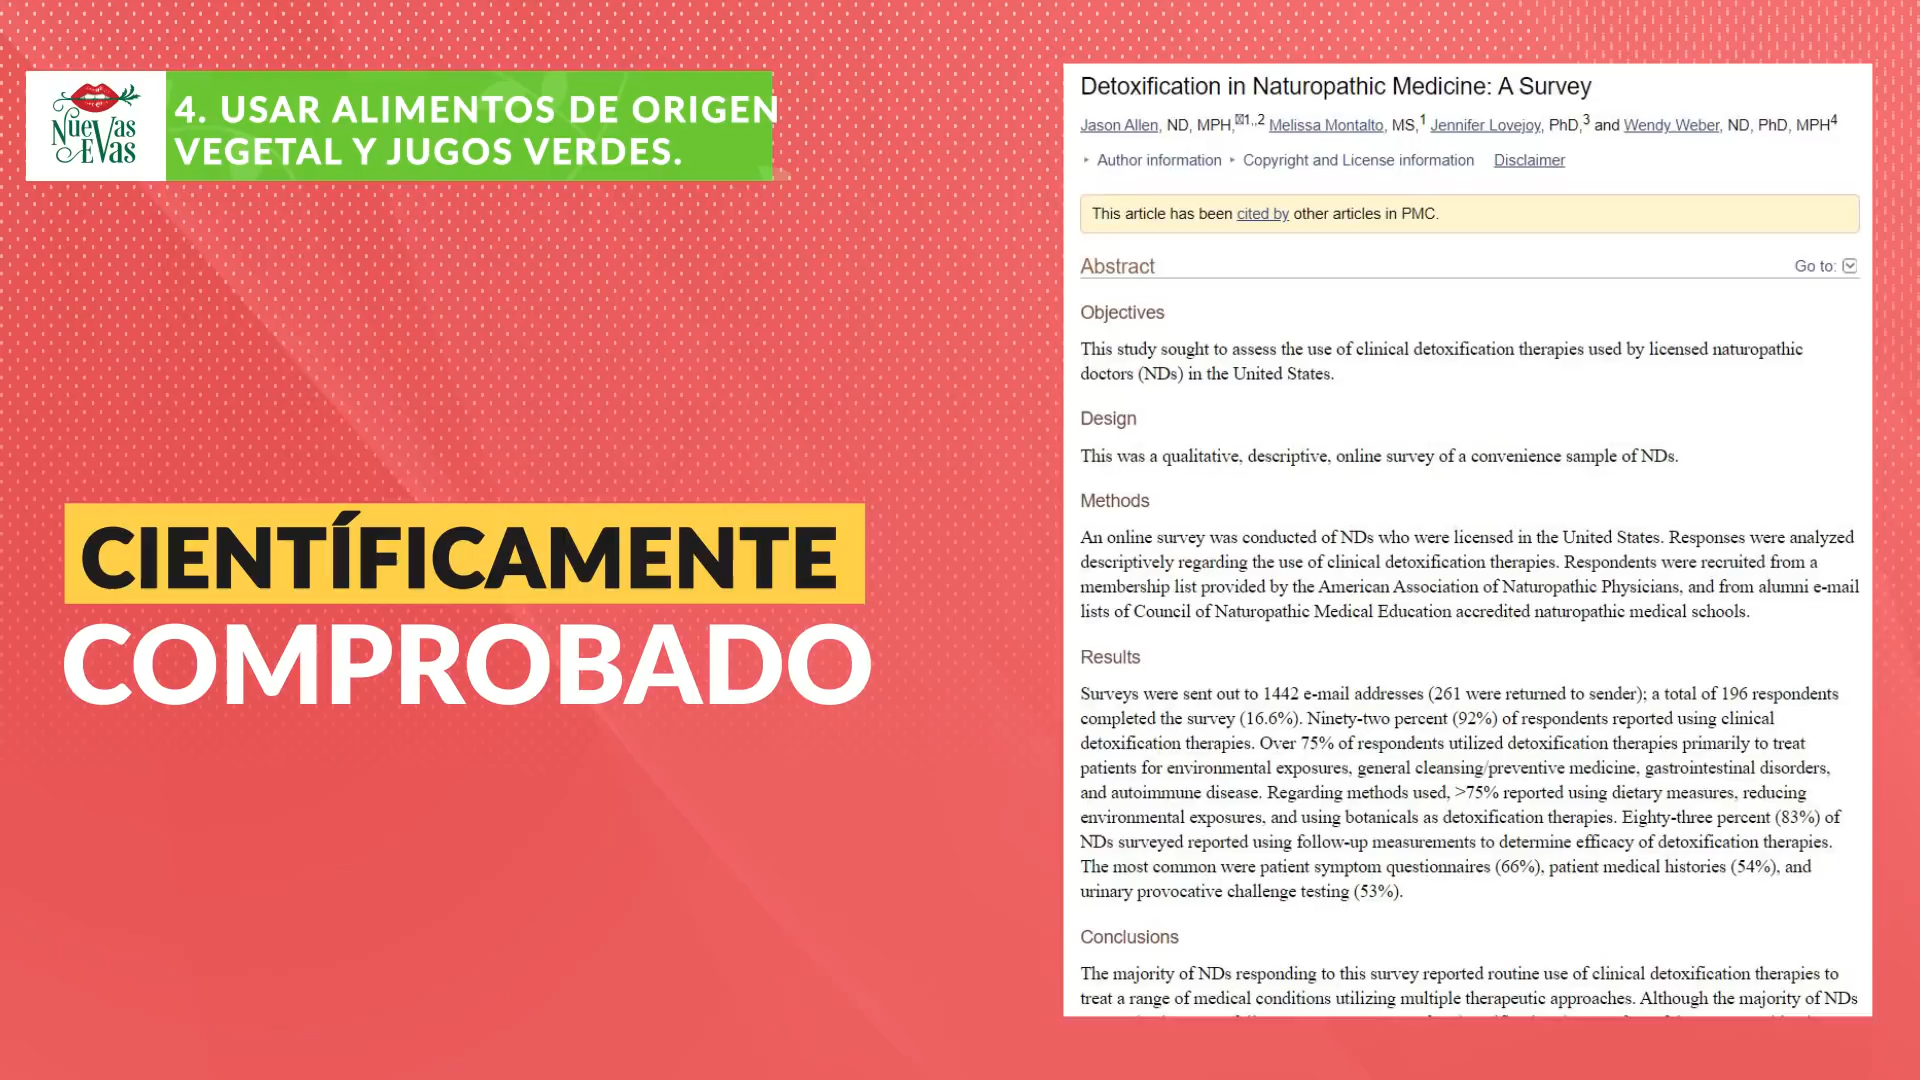 Nuevas
Evas
4. USAR ALIMENTOS DE ORIGEN
VEGETAL Y JUGOS VERDES.
CIENTÍFICAMENTE
COMPROBADO
Detoxification in Naturopathic Medicine: A Survey
Jason Allen, ND, MPH,1,,2 Melissa Montalto, MS,1 Jennifer Lovejoy, PhD,3 and Wendy Weber, ND, PhD, MPH4
Author information Copyright and License information Disclaimer
This article has been cited by other articles in PMC.
Abstract Go to:
Objectives
This study sought to assess the use of clinical detoxification therapies used by licensed naturopathic
doctors (NDs) in the United States.
Design
This was a qualitative, descriptive, online survey of a convenience sample of NDs.
Methods
An online survey was conducted of NDs who were licensed in the United States. Responses were analyzed
descriptively regarding the use of clinical detoxification therapies. Respondents were recruited from a
membership list provided by the American Association of Naturopathic Physicians, and from alumni e-mail
lists of Council of Naturopathic Medical Education accredited naturopathic medical schools.
Results
Surveys were sent out to 1442 e-mail addresses (261 were returned to sender); a total of 196 respondents
completed the survey (16.6%). Ninety-two percent (92%) of respondents reported using clinical
detoxification therapies. Over 75% of respondents utilized detoxification therapies primarily to treat
patients for environmental exposures, general cleansing/preventive medicine, gastrointestinal disorders,
and autoimmune disease. Regarding methods used, >75% reported using dietary measures, reducing
environmental exposures, and using botanicals as detoxification therapies. Eighty-three percent (83%) of
NDs surveyed reported using follow-up measurements to determine efficacy of detoxification therapies.
The most common were patient symptom questionnaires (66%), patient medical histories (54%), and
urinary provocative challenge testing (53%).
Conclusions
The majority of NDs responding to this survey reported routine use of clinical detoxification therapies to
treat a range of medical conditions utilizing multiple therapeutic approaches. Although the majority of NDs